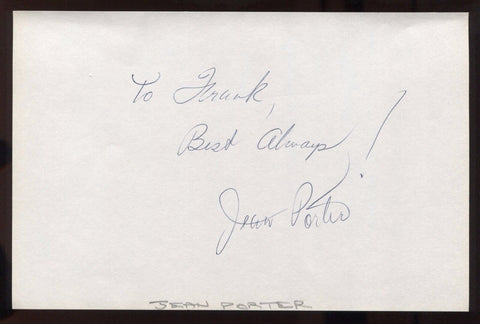 To Frank,
Best Always!
Jean Porter
JEAN PORTER